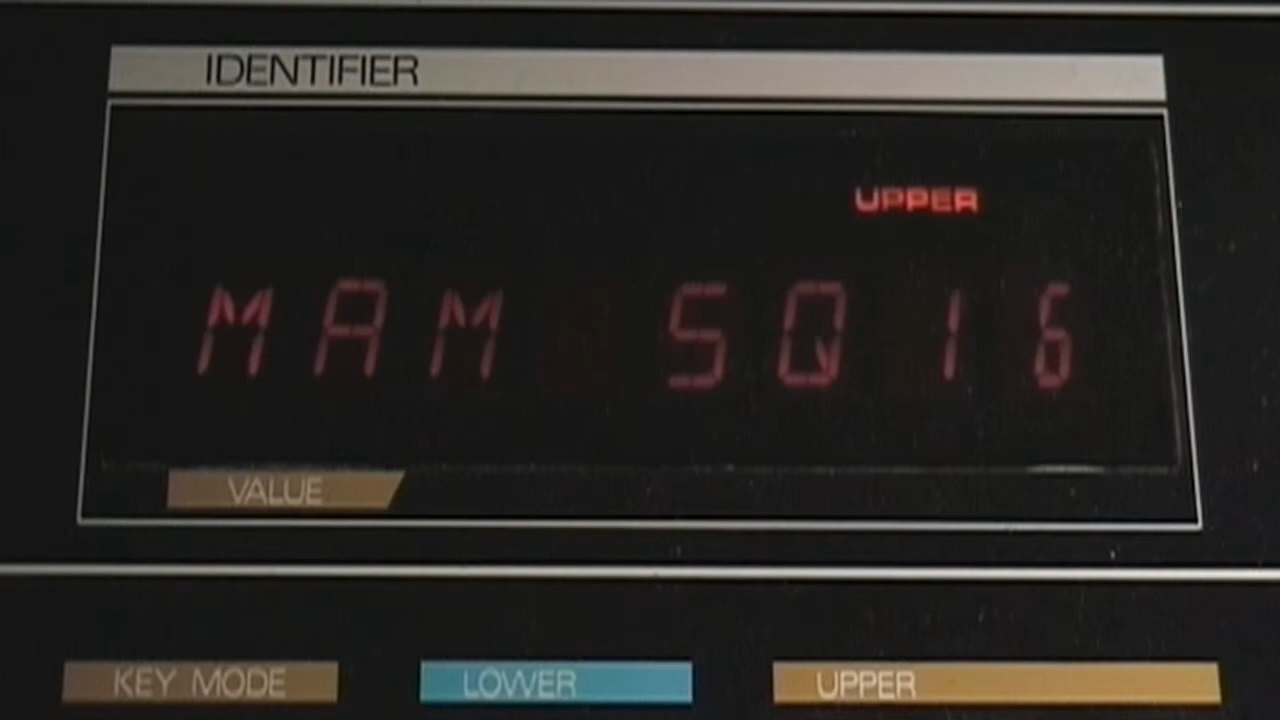 IDENTIFIER
UPPER
MAM SQ16
VALUE
KEY MODE LOWER UPPER